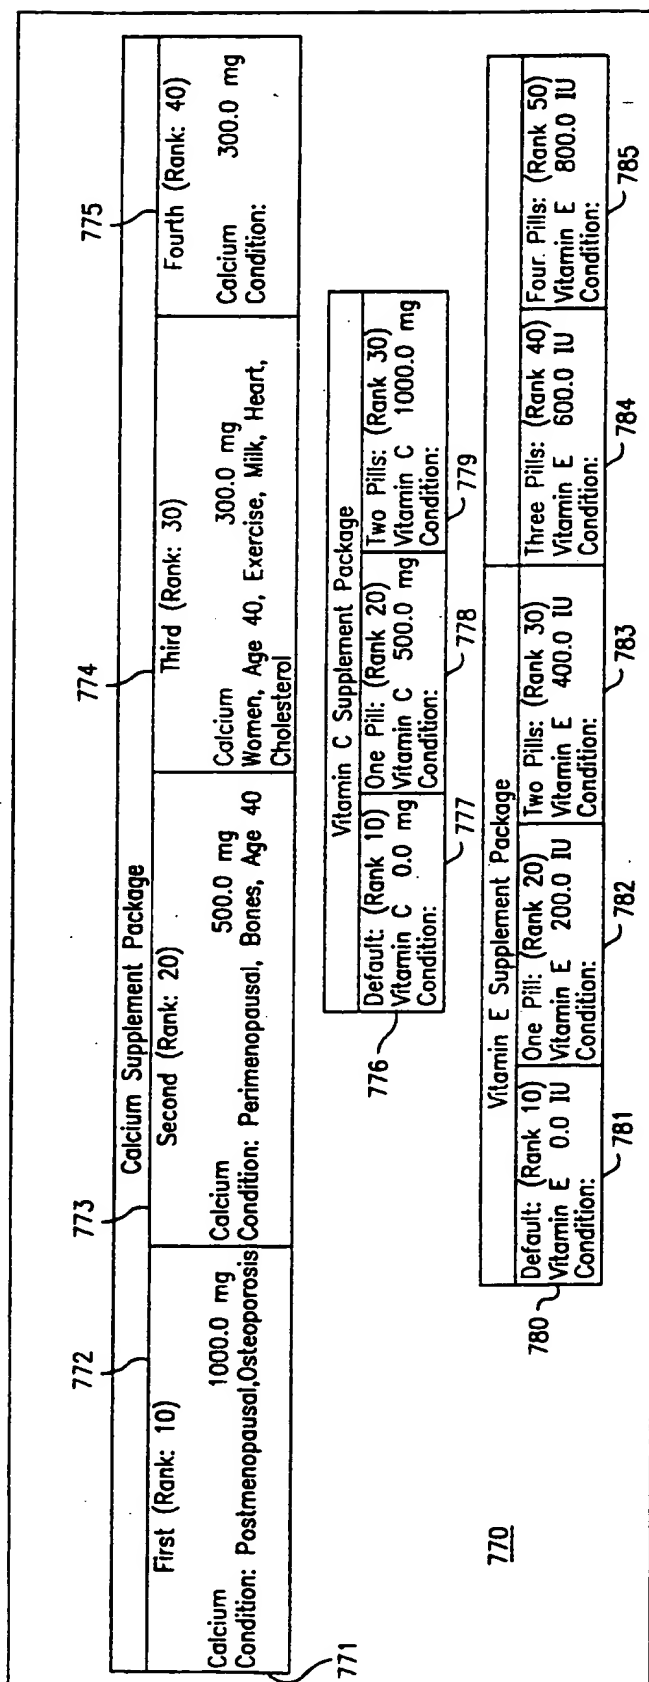 Calcium Supplement Package
First (Rank: 10)
Calcium 1000.0 mg
Condition: Postmenopausal,Osteoporosis
Second (Rank: 20)
Calcium 500.0 mg
Condition: Perimenopausal, Bones, Age 40
Third (Rank: 30)
Calcium 300.0 mg
Women, Age 40, Exercise, Milk, Heart,
Cholesterol
Fourth (Rank: 40)
Calcium 300.0 mg
Condition:
771
772
773
774
775
Vitamin C Supplement Package
Default: (Rank 10)
Vitamin C 0.0 mg
Condition:
One Pill: (Rank 20)
Vitamin C 500.0 mg
Condition:
Two Pills: (Rank 30)
Vitamin C 1000.0 mg
Condition:
776
777
778
779
Vitamin E Supplement Package
Default: (Rank 10)
Vitamin E 0.0 IU
Condition:
One Pill: (Rank 20)
Vitamin E 200.0 IU
Condition:
Two Pills: (Rank 30)
Vitamin E 400.0 IU
Condition:
Three Pills: (Rank 40)
Vitamin E 600.0 IU
Condition:
Four. Pills: (Rank 50)
Vitamin E 800.0 IU
Condition:
780
781
782
783
784
785
770